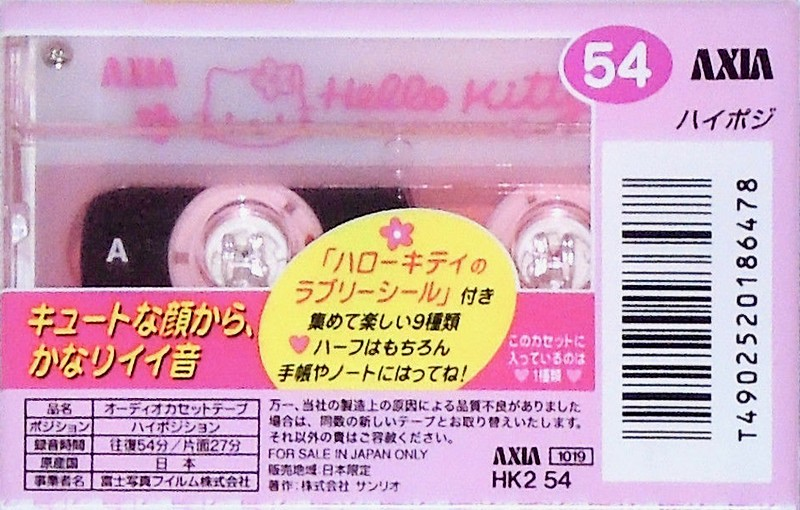 AXIA
Hello Kitty
54
AXIA
ハイポジ
A
「ハローキティの
ラブリーシール」付き
集めて楽しい9種類
♥ハーフはもちろん
手帳やノートにはってね!
キュートな顔から、
かなりイイ音
このカセットに
入っているのは
♥1種類♥
T4902520186478
品名 オーディオカセットテープ
ポジション ハイポジション
録音時間 往復54分/片面27分
原産国 日本
事業者名 富士写真フイルム株式会社
万一、当社の製造上の原因による品質不良がありました
場合は、同数の新しいテープとお取り替えいたします。
それ以外の責はご容赦ください。
FOR SALE IN JAPAN ONLY
販売地域:日本限定
著作:株式会社 サンリオ
AXIA 1019
HK2 54